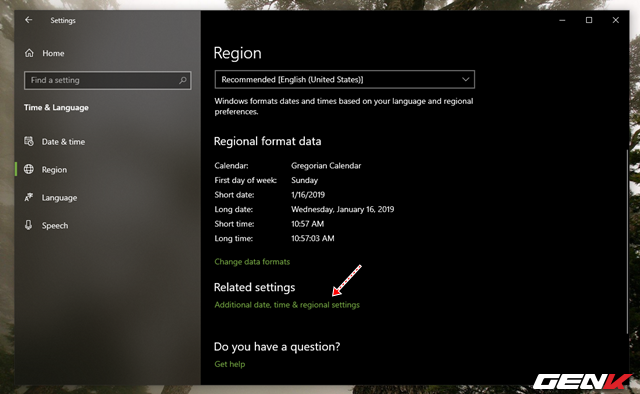 Settings
Home
Find a setting
Time & Language
Date & time
Region
Language
Speech
Region
Recommended [English (United States)]
Windows formats dates and times based on your language and regional
preferences.
Regional format data
Calendar: Gregorian Calendar
First day of week: Sunday
Short date: 1/16/2019
Long date: Wednesday, January 16, 2019
Short time: 10:57 AM
Long time: 10:57:03 AM
Change data formats
Related settings
Additional date, time & regional settings
Do you have a question?
Get help
GENK